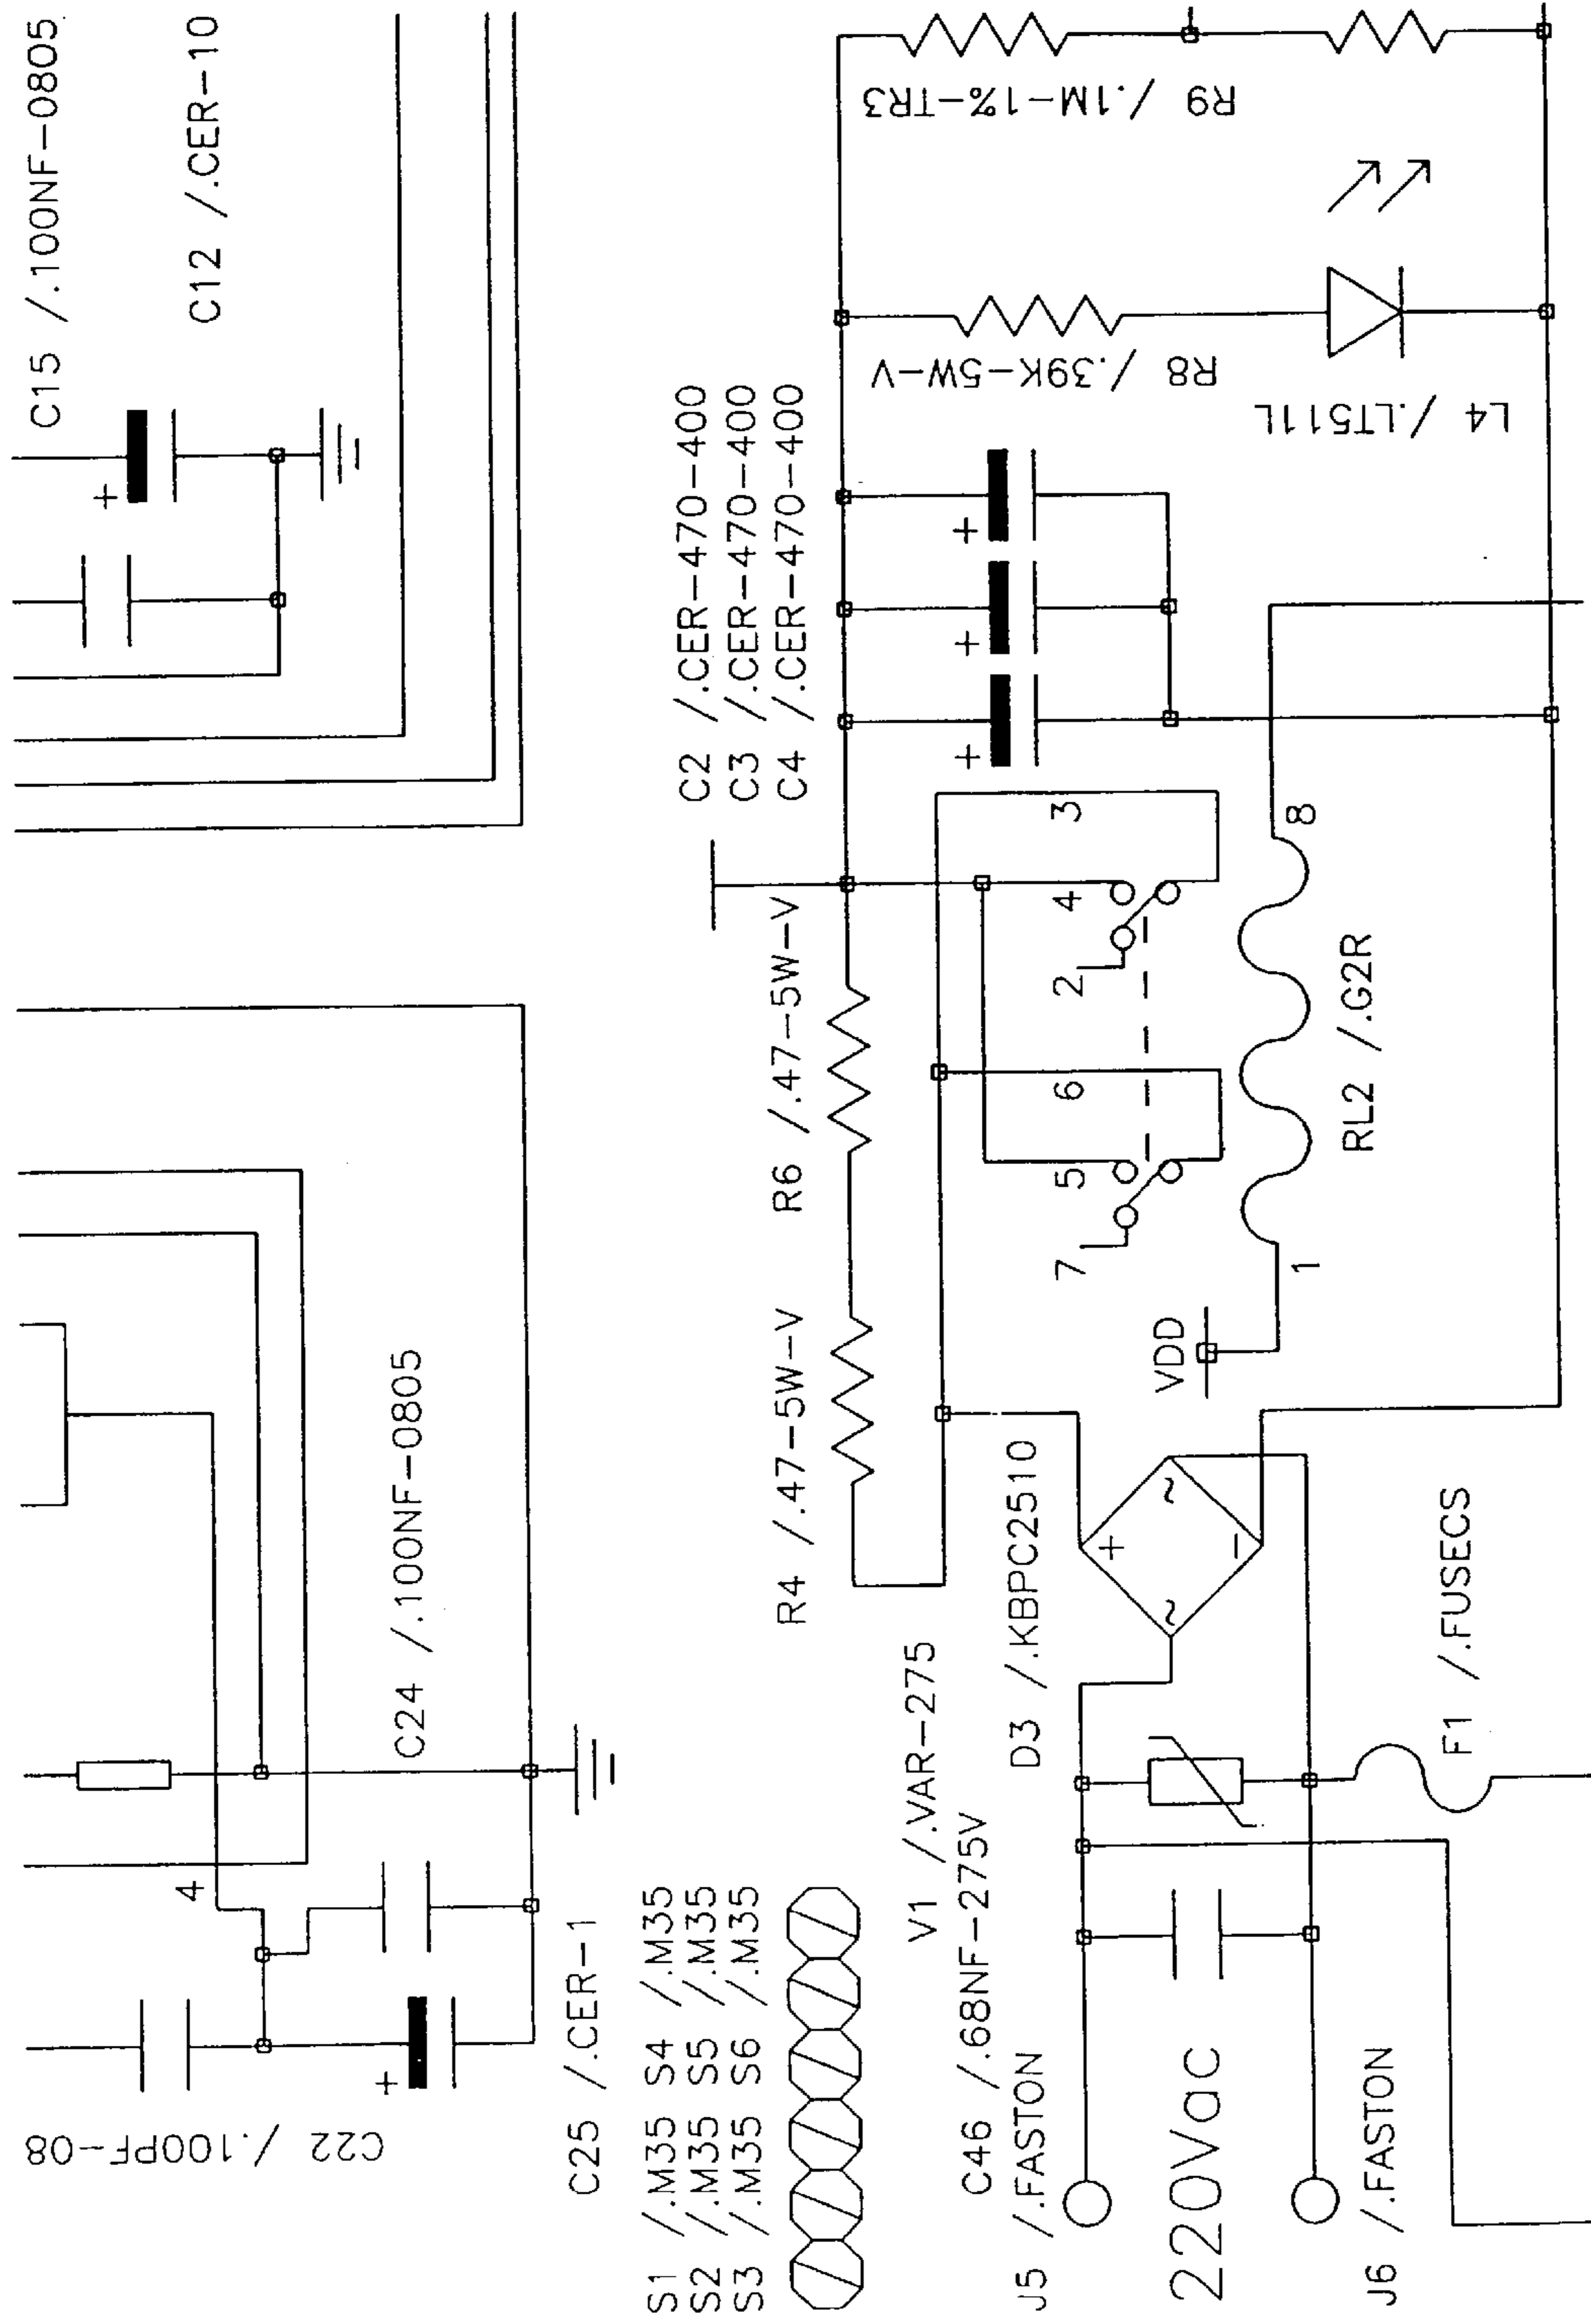 C15 /.100NF-0805
C12 /.CER-10
C22 /.100PF-08
+
4
C24 /.100NF-0805
+
C25 /.CER-1
S1 /.M35 S4 /.M35
S2 /.M35 S5 /.M35
S3 /.M35 S6 /.M35
C2 /.CER-470-400
C3 /.CER-470-400
C4 /.CER-470-400
R4 /.47-5W-V
R6 /.47-5W-V
R9 /.1M-1%-TR3
R8 /.39K-5W-V
L4 /.LT511L
+
+
+
V1 /.VAR-275
C46 /.68NF-275V
J5 /.FASTON
D3 /.KBPC2510
+
~
~
-
7
5
6
2
4
3
VDD
1
8
RL2 /.G2R
220Vac
J6 /.FASTON
F1 /.FUSECS